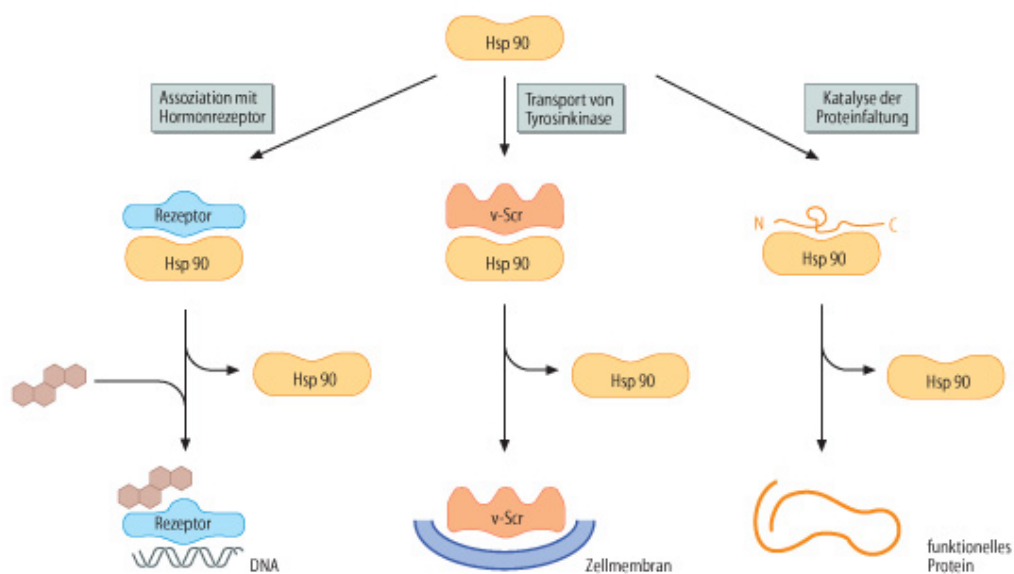 Hsp 90
Assoziation mit
Hormonrezeptor
Transport von
Tyrosinkinase
Katalyse der
Proteinfaltung
Rezeptor
Hsp 90
v-Scr
Hsp 90
N
C
Hsp 90
Hsp 90
Hsp 90
Hsp 90
Rezeptor
DNA
v-Scr
Zellmembran
funktionelles
Protein